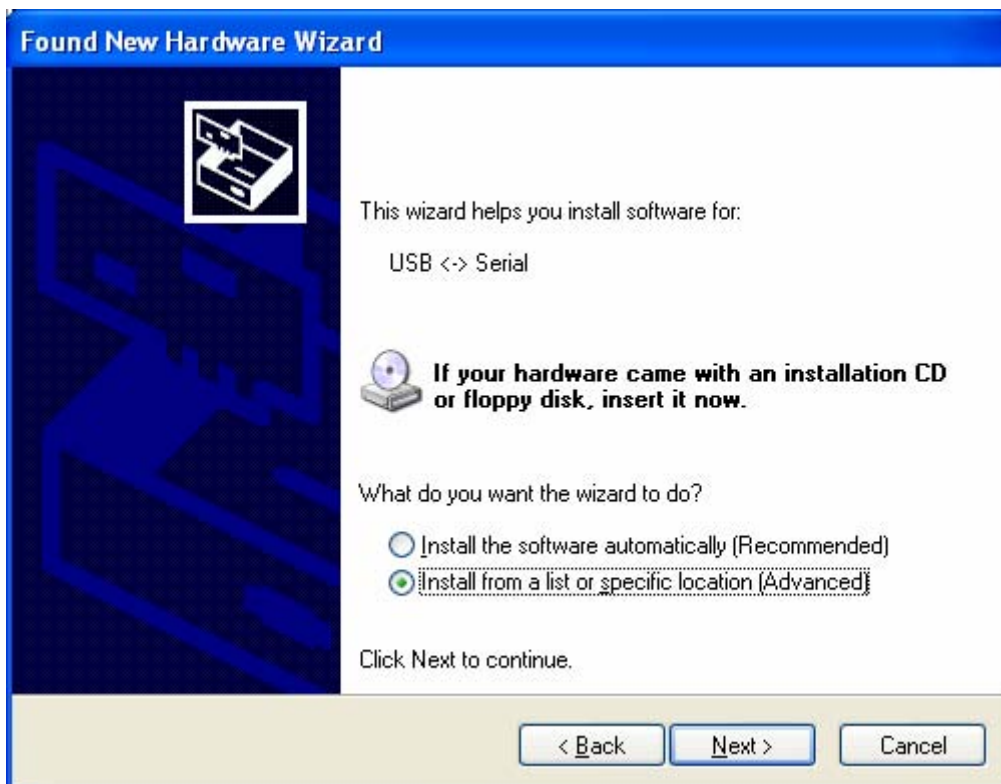 Found New Hardware Wizard
This wizard helps you install software for:
USB <-> Serial
If your hardware came with an installation CD
or floppy disk, insert it now.
What do you want the wizard to do?
Install the software automatically (Recommended)
Install from a list or specific location (Advanced)
Click Next to continue.
< Back Next > Cancel